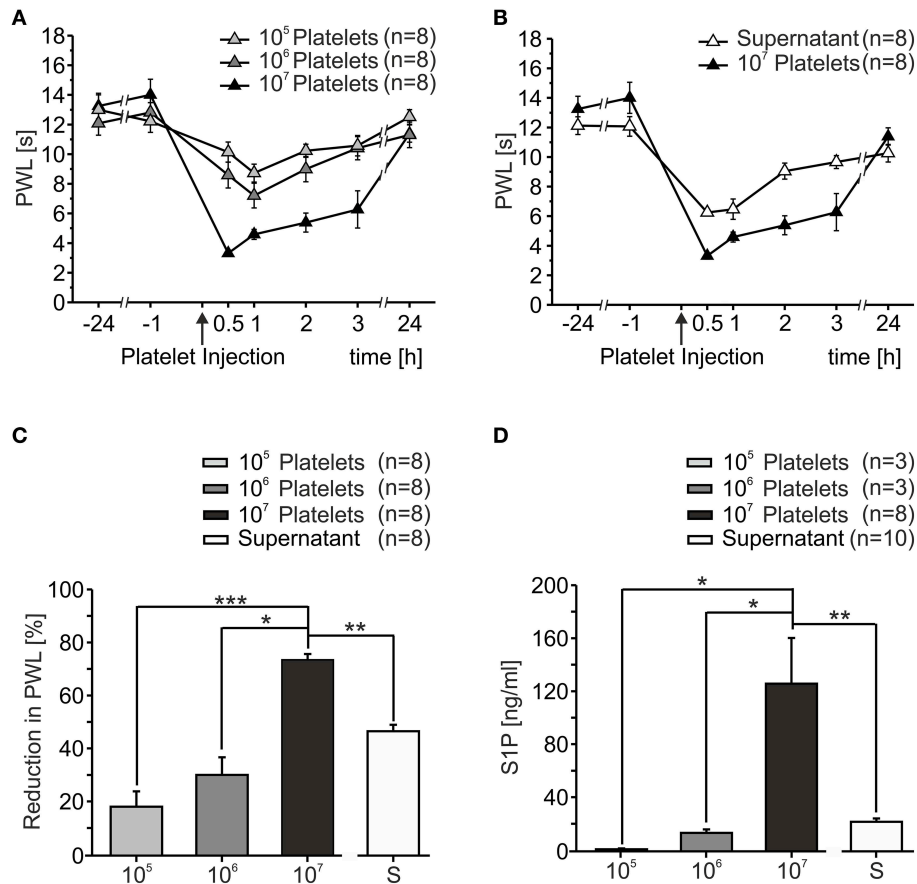 A
10⁵ Platelets (n=8)
10⁶ Platelets (n=8)
10⁷ Platelets (n=8)
PWL [s]
18
16
14
12
10
8
6
4
2
0
-24 -1 0.5 1 2 3 24
Platelet Injection time [h]
B
Supernatant (n=8)
10⁷ Platelets (n=8)
PWL [s]
18
16
14
12
10
8
6
4
2
0
-24 -1 0.5 1 2 3 24
Platelet Injection time [h]
C
10⁵ Platelets (n=8)
10⁶ Platelets (n=8)
10⁷ Platelets (n=8)
Supernatant (n=8)
Reduction in PWL [%]
100
80
60
40
20
0
***
*
**
10⁵ 10⁶ 10⁷ S
D
10⁵ Platelets (n=3)
10⁶ Platelets (n=3)
10⁷ Platelets (n=8)
Supernatant (n=10)
S1P [ng/ml]
200
160
120
80
40
0
*
*
**
10⁵ 10⁶ 10⁷ S